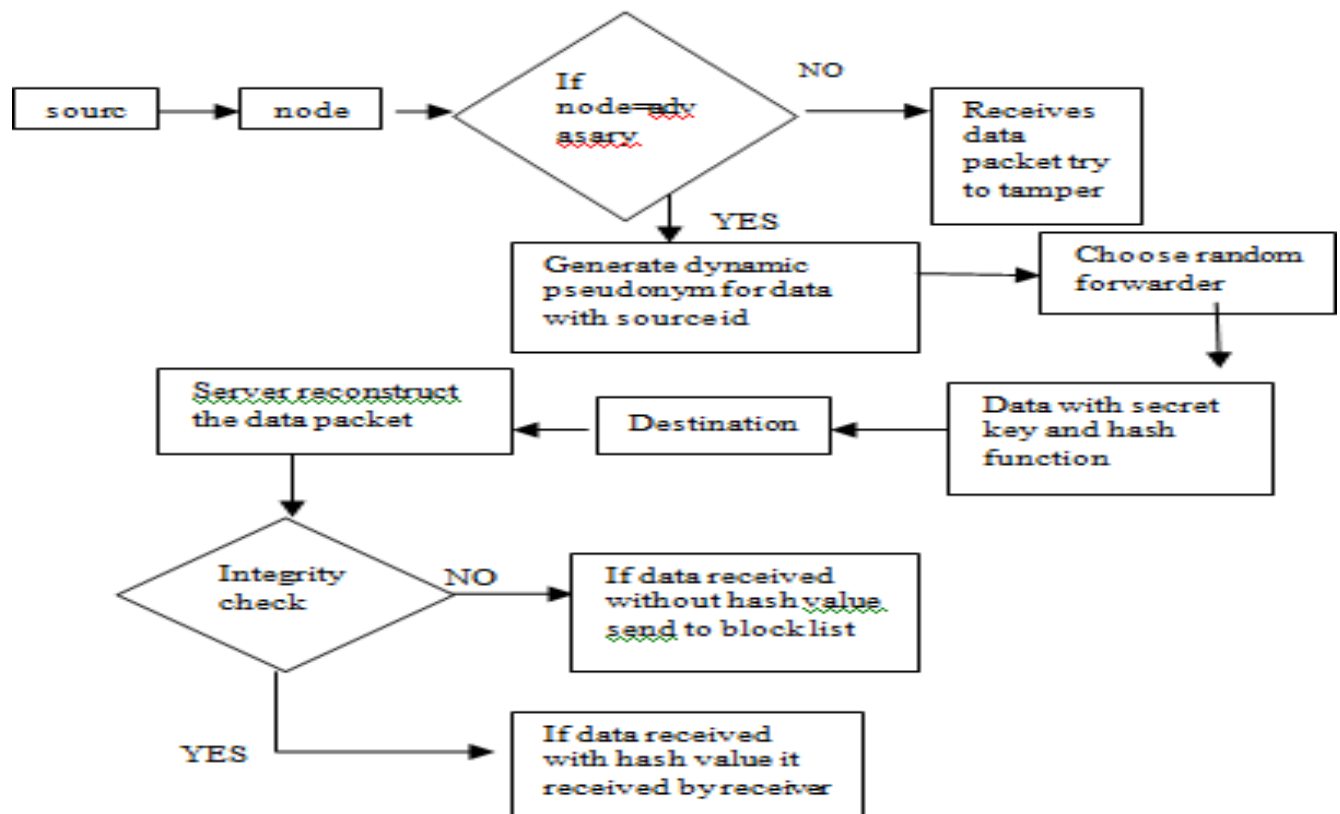 sourc
node
If
node=adv
asary
NO
Receives
data
packet try
to tamper
YES
Generate dynamic
pseudonym for data
with source id
Choose random
forwarder
Data with secret
key and hash
function
Destination
Server reconstruct
the data packet
Integrity
check
NO
If data received
without hash value
send to block list
YES
If data received
with hash value it
received by receiver